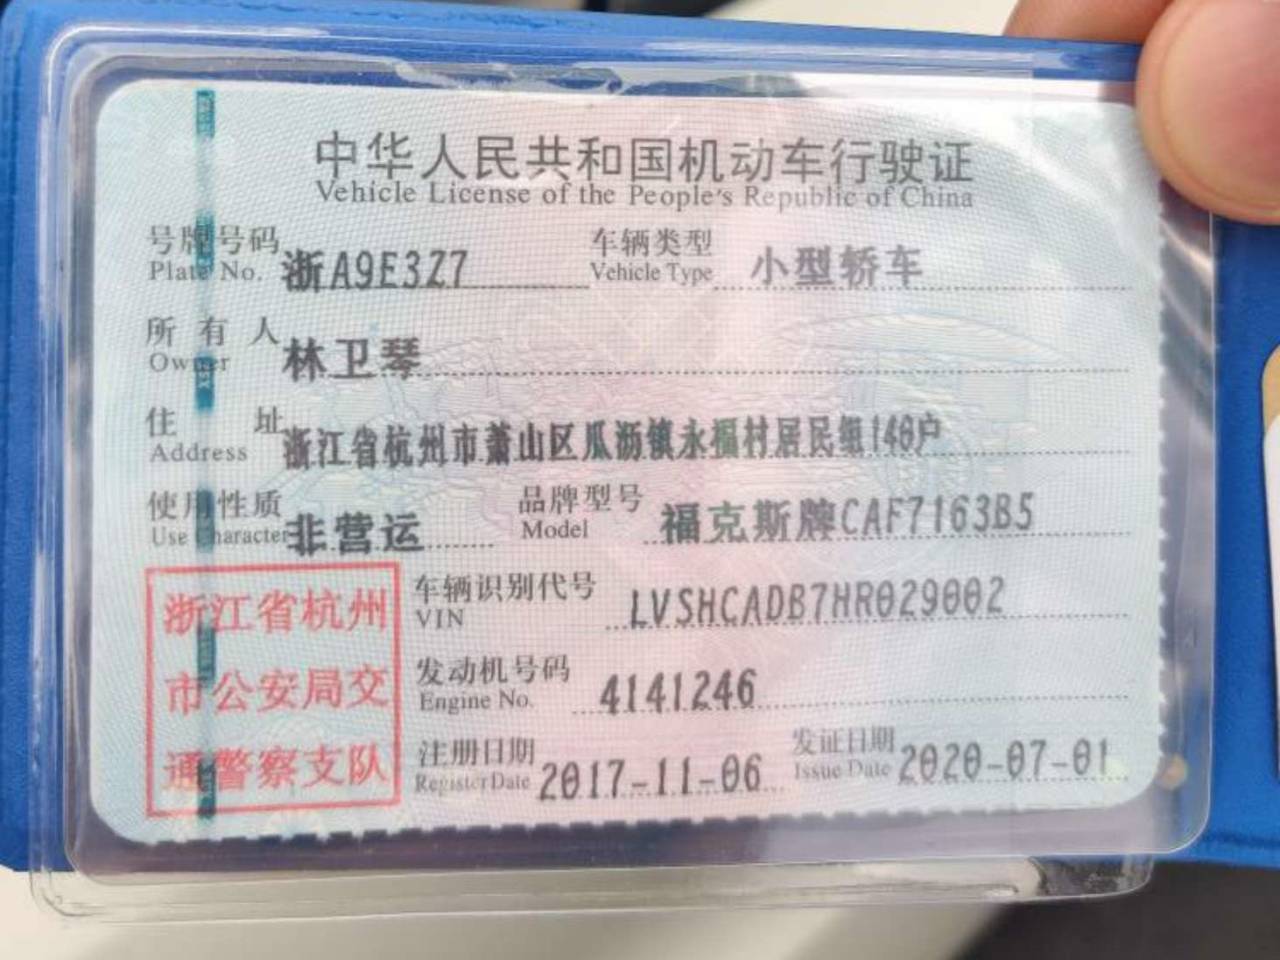 中华人民共和国机动车行驶证
Vehicle License of the People's Republic of China
号牌号码 浙A9E3Z7 车辆类型 小型轿车
Plate No. Vehicle Type
所有人 林卫琴
Owner
住址 浙江省杭州市萧山区瓜沥镇永福村居民组140户
Address
使用性质 非营运 品牌型号 福克斯牌CAF7163B5
Use Character Model
车辆识别代号 LVSHCADB7HR029002
VIN
发动机号码 4141246
Engine No.
注册日期 2017-11-06 发证日期 2020-07-01
Register Date Issue Date
浙江省杭州
市公安局交
通警察支队